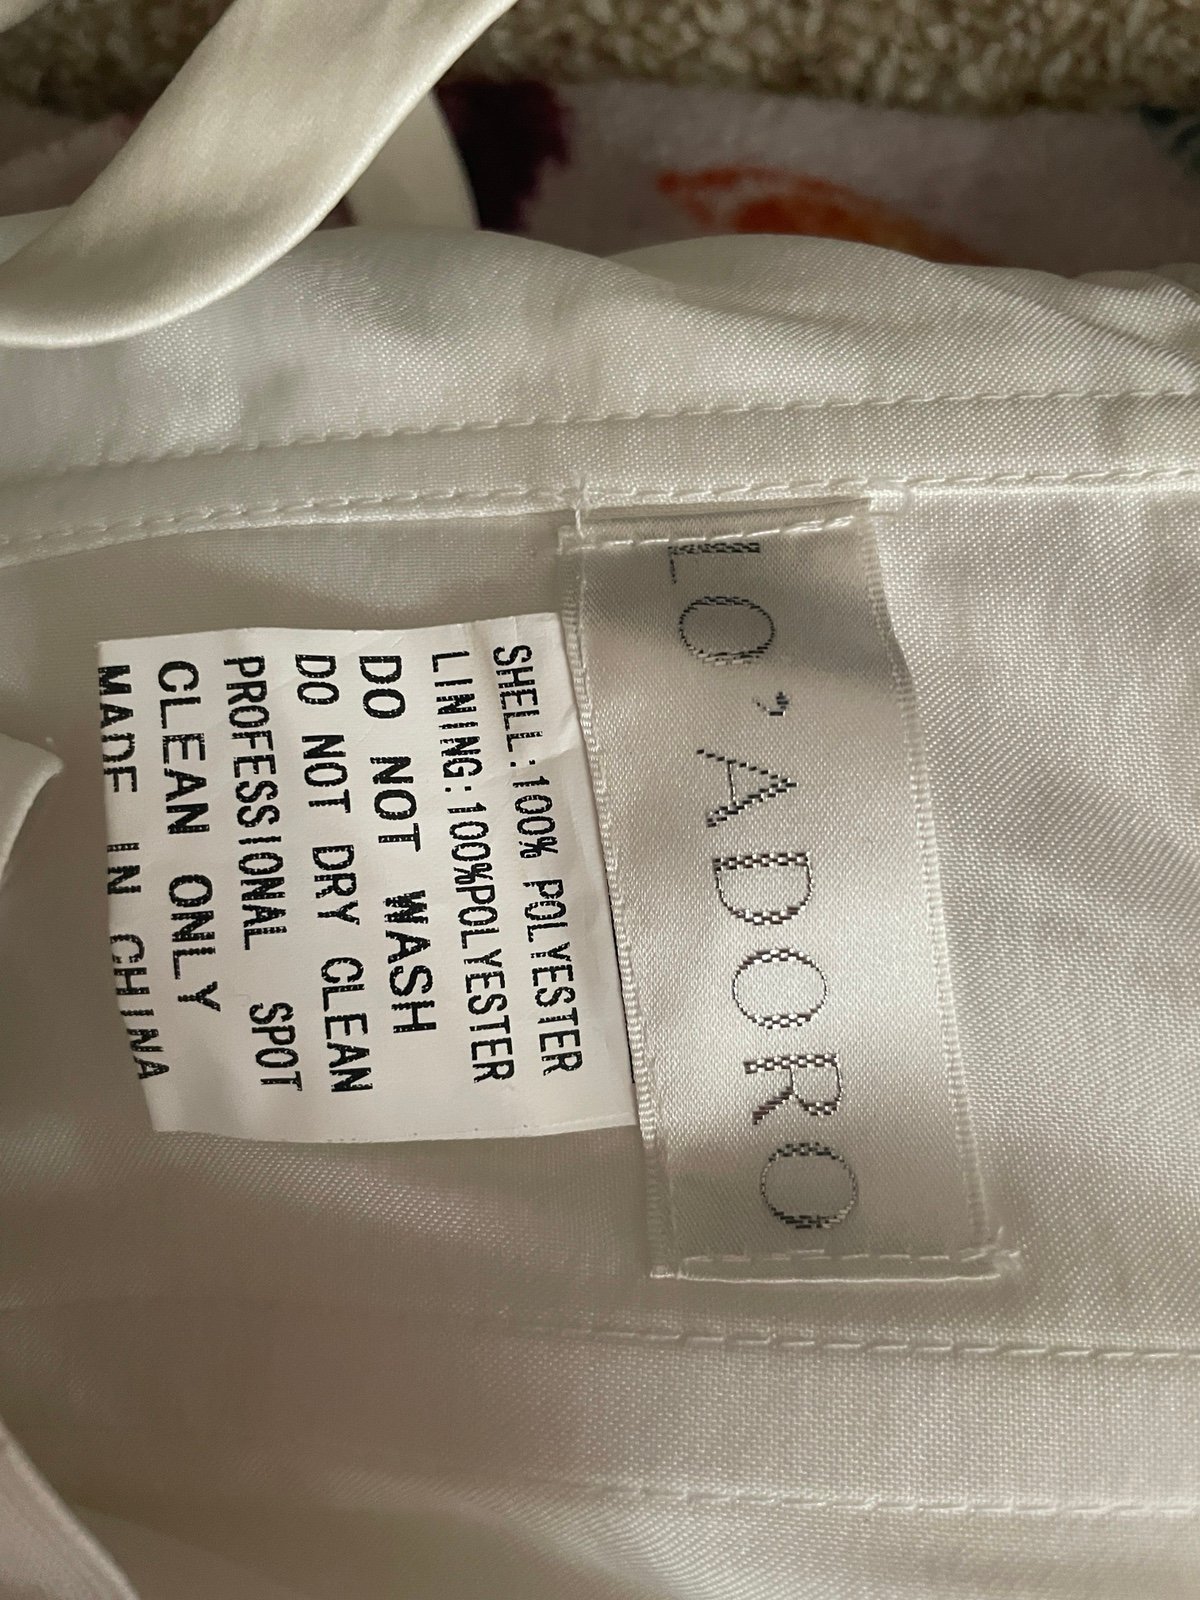 LO'ADORO
SHELL:100% POLYESTER
LINING:100%POLYESTER
DO NOT WASH
DO NOT DRY CLEAN
PROFESSIONAL SPOT
CLEAN ONLY
MADE IN CHINA